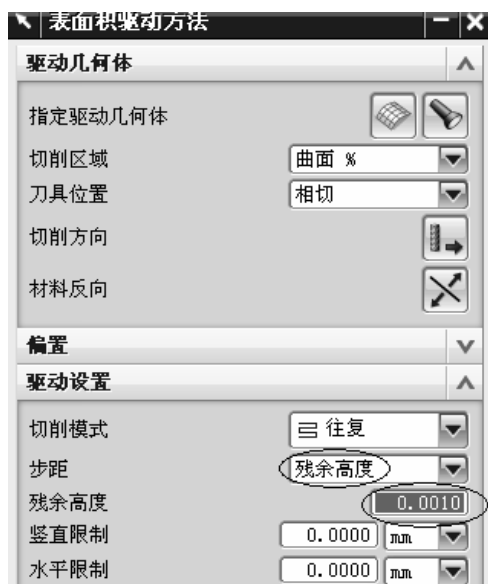 表面积驱动方法
驱动几何体
指定驱动几何体
切削区域 曲面 %
刀具位置 相切
切削方向
材料反向
偏置
驱动设置
切削模式 往复
步距 残余高度
残余高度 0.0010
竖直限制 0.0000 mm
水平限制 0.0000 mm